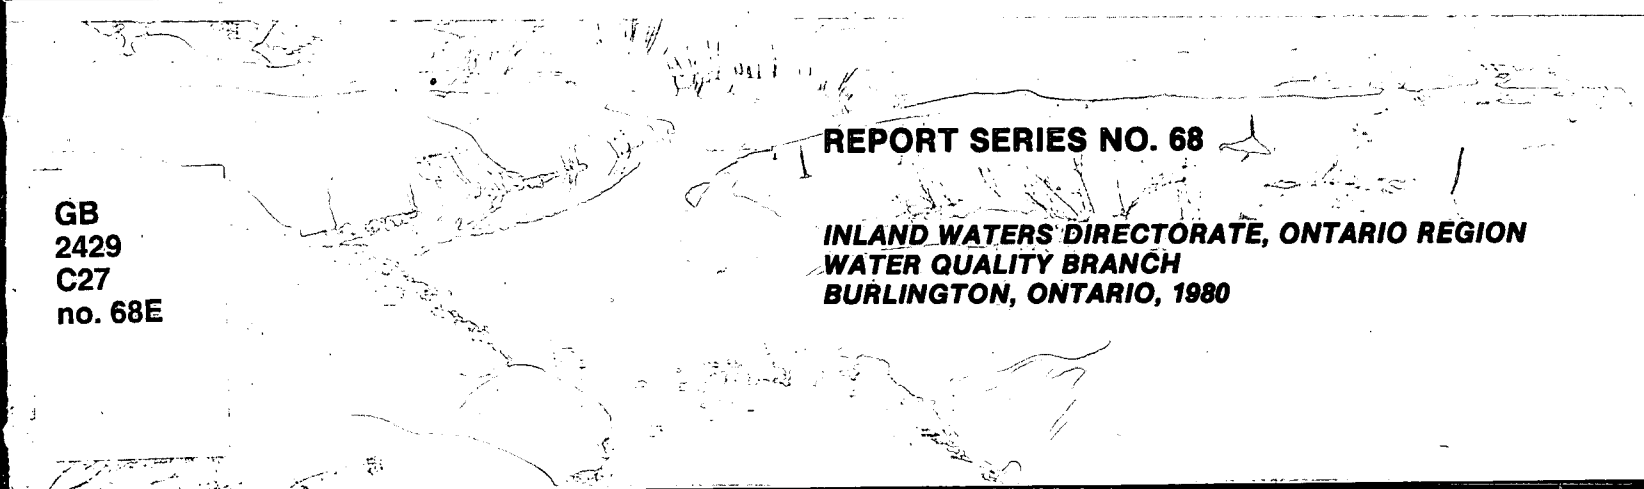 REPORT SERIES NO. 68
GB
2429
C27
no. 68E
INLAND WATERS DIRECTORATE, ONTARIO REGION
WATER QUALITY BRANCH
BURLINGTON, ONTARIO, 1980